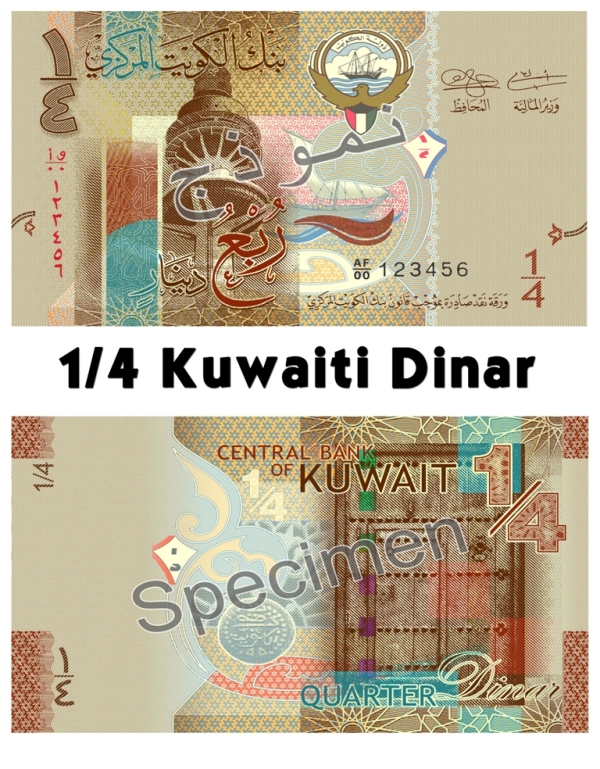 ١/٤
بنك الكويت المركزي
دولة الكويت
المحافظ
وزير المالية
نموذج
١/٤
أ و/١٠
١٢٣٤٥٦
ربع
دينار
AF/00 123456
1/4
ورقة نقد صادرة بموجب قانون بنك الكويت المركزي
1/4 Kuwaiti Dinar
1/4
CENTRAL BANK
OF KUWAIT
1/4
1/4
Specimen
١/٤
QUARTER Dinar